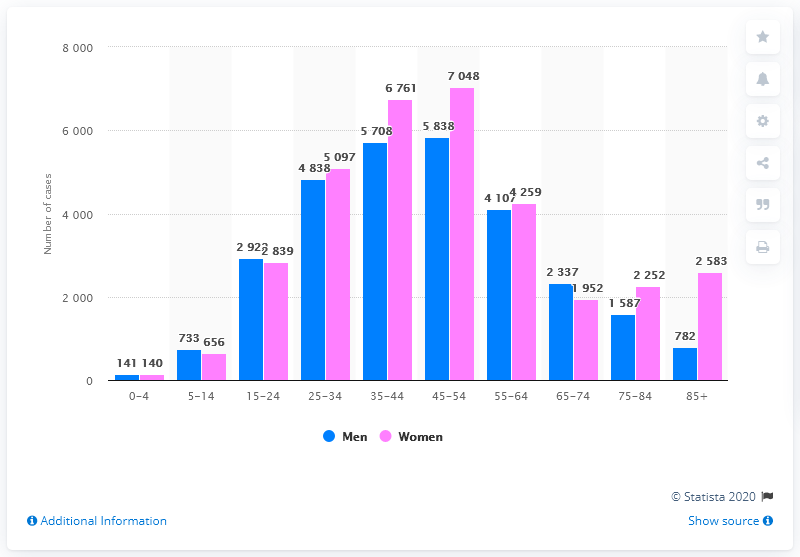 8 000
6 000
4 000
2 000
0
Number of cases
141 140
733 656
2 922 2 839
4 838 5 097
5 708 6 761
5 838 7 048
4 107 4 259
2 337 1 952
1 587 2 252
782 2 583
0-4 5-14 15-24 25-34 35-44 45-54 55-64 65-74 75-84 85+
Men Women
© Statista 2020
Additional Information Show source